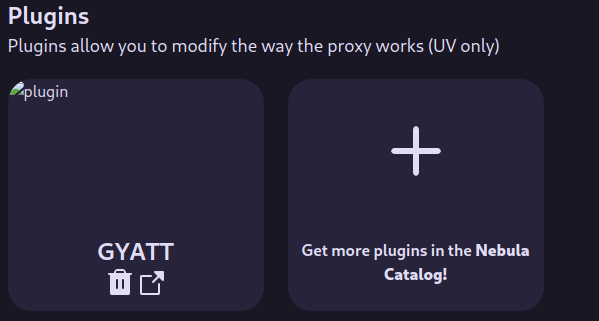 Plugins
Plugins allow you to modify the way the proxy works (UV only)
plugin
GYATT
Get more plugins in the Nebula
Catalog!